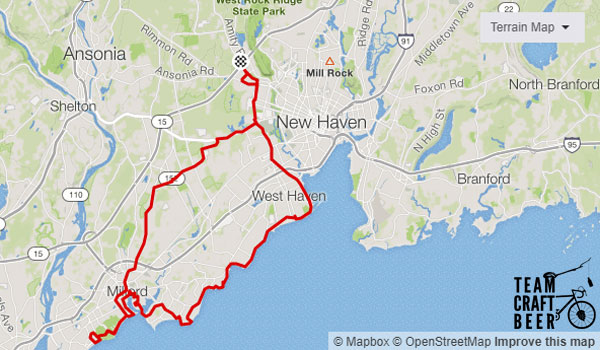 West Rock Ridge
State Park
22
Ansonia
Rimmon Rd
Amity
Ridge Rd
Middletown Ave
Terrain Map
91
Ansonia Rd
Mill Rock
Foxon Rd
North Branford
Shelton
15
New Haven
N High St
95
15
110
West Haven
Branford
15
Milford
TEAM
CRAFT
BEER
© Mapbox © OpenStreetMap Improve this map